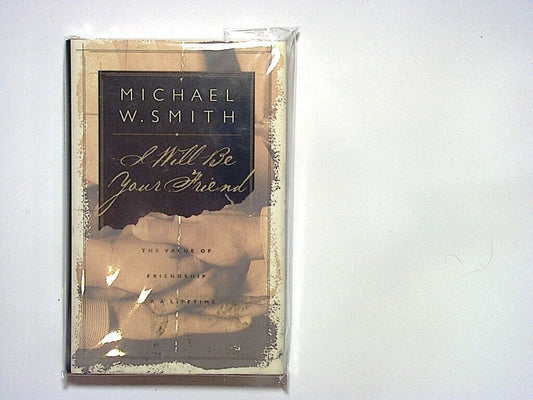 MICHAEL
W. SMITH
I Will Be
Your Friend
THE VALUE OF
FRIENDSHIP
A LIFETIME